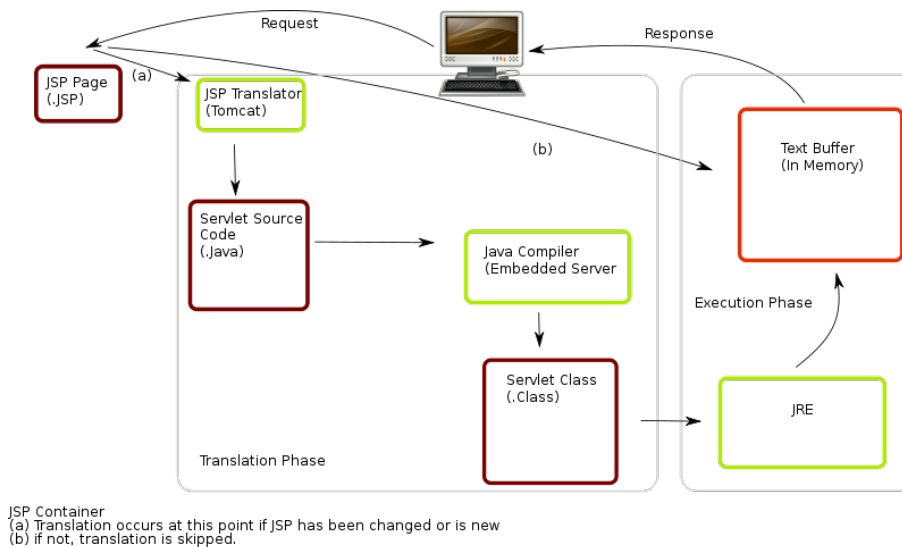 Request
Response
JSP Page
(.JSP)
(a)
JSP Translator
(Tomcat)
(b)
Text Buffer
(In Memory)
Servlet Source
Code
(.Java)
Java Compiler
(Embedded Server
Execution Phase
Servlet Class
(.Class)
JRE
Translation Phase
JSP Container
(a) Translation occurs at this point if JSP has been changed or is new
(b) if not, translation is skipped.